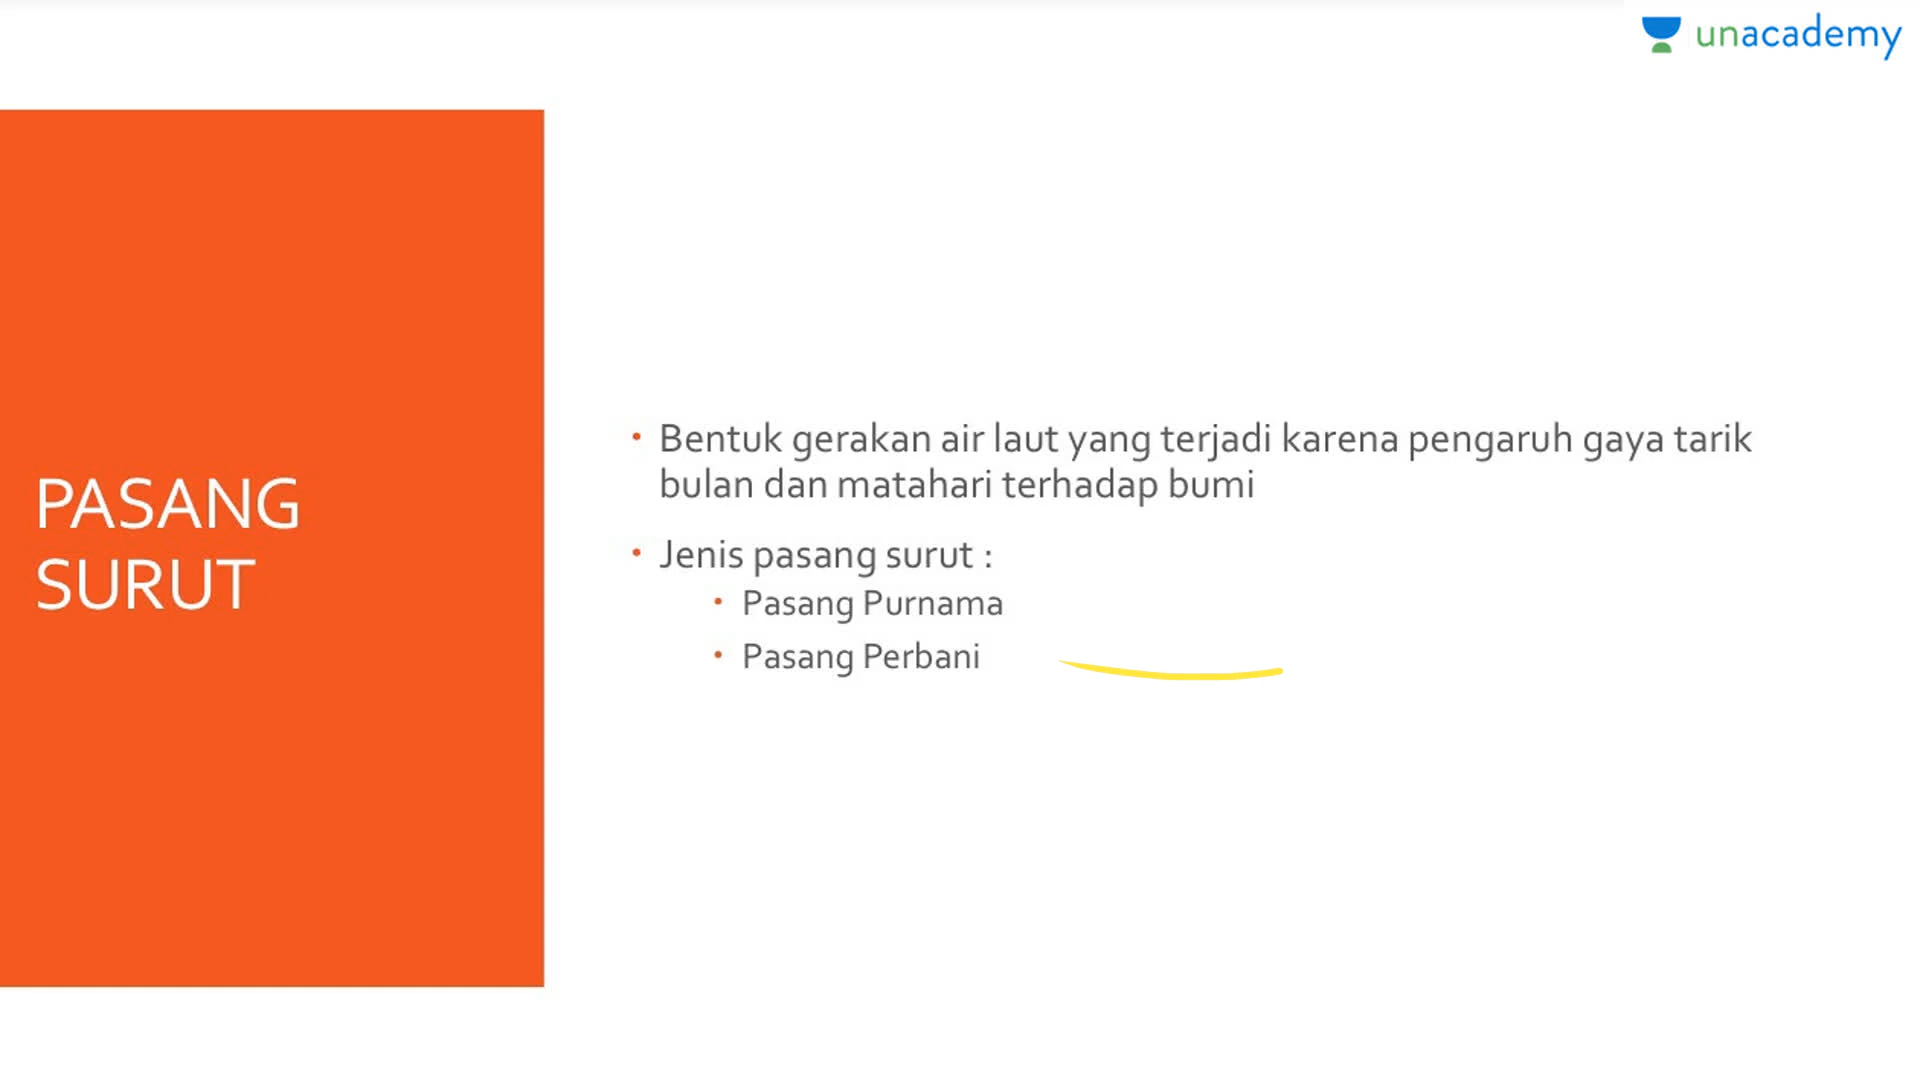 unacademy
PASANG
SURUT
• Bentuk gerakan air laut yang terjadi karena pengaruh gaya tarik
bulan dan matahari terhadap bumi
• Jenis pasang surut :
• Pasang Purnama
• Pasang Perbani